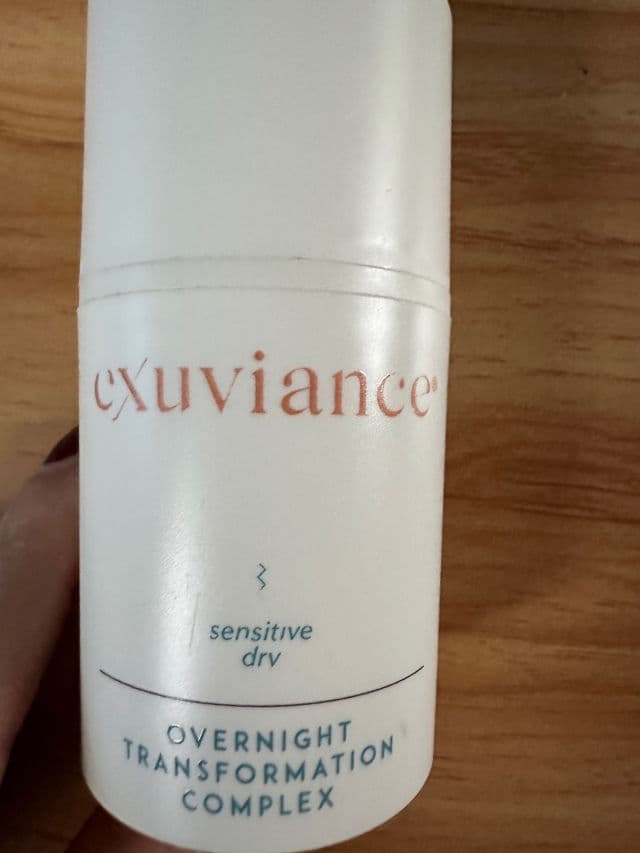 exuviance®
sensitive
dry
OVERNIGHT
TRANSFORMATION
COMPLEX